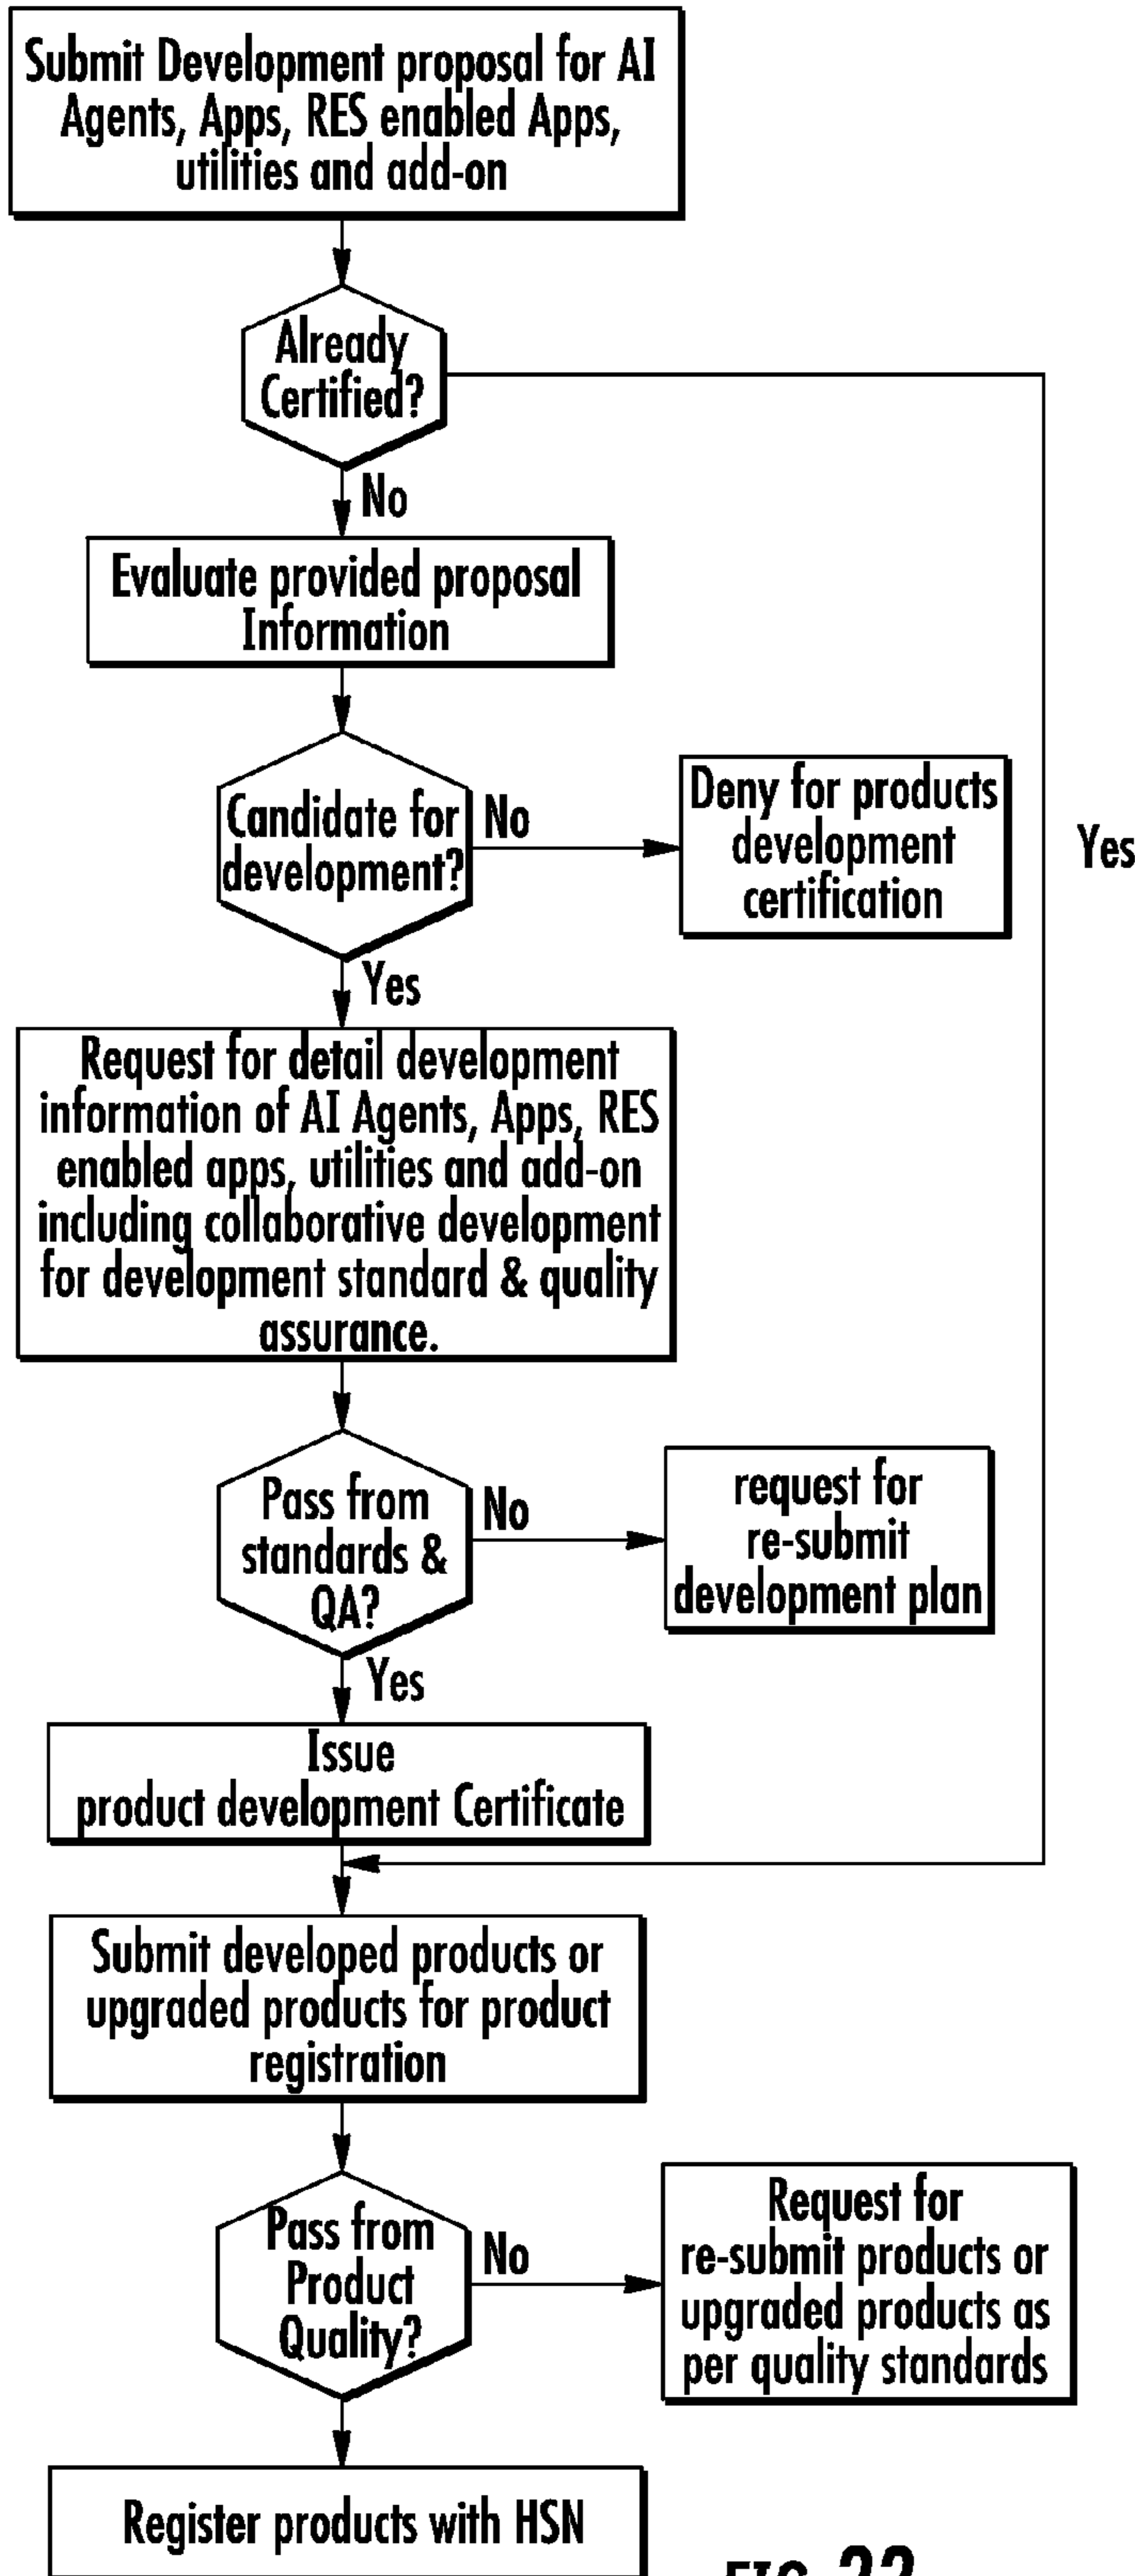 Submit Development proposal for AI
Agents, Apps, RES enabled Apps,
utilities and add-on
Already
Certified?
No
Evaluate provided proposal
Information
Candidate for
development?
No
Deny for products
development
certification
Yes
Yes
Request for detail development
information of AI Agents, Apps, RES
enabled apps, utilities and add-on
including collaborative development
for development standard & quality
assurance.
Pass from
standards &
QA?
No
request for
re-submit
development plan
Yes
Issue
product development Certificate
Submit developed products or
upgraded products for product
registration
Pass from
Product
Quality?
No
Request for
re-submit products or
upgraded products as
per quality standards
Register products with HSN